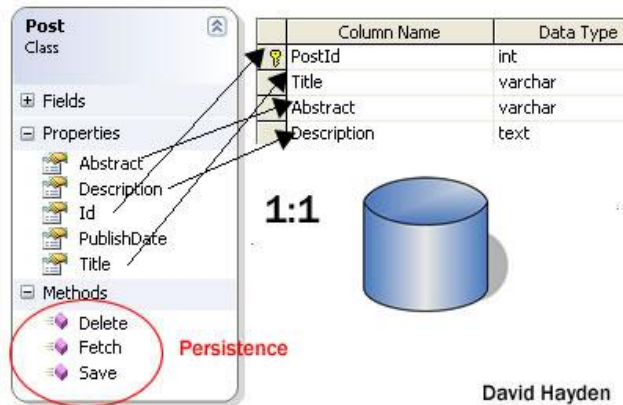 Post
Class
Fields
Properties
Abstract
Description
Id
PublishDate
Title
Methods
Delete
Fetch
Save
Persistence
Column Name Data Type
PostId int
Title varchar
Abstract varchar
Description text
1:1
David Hayden